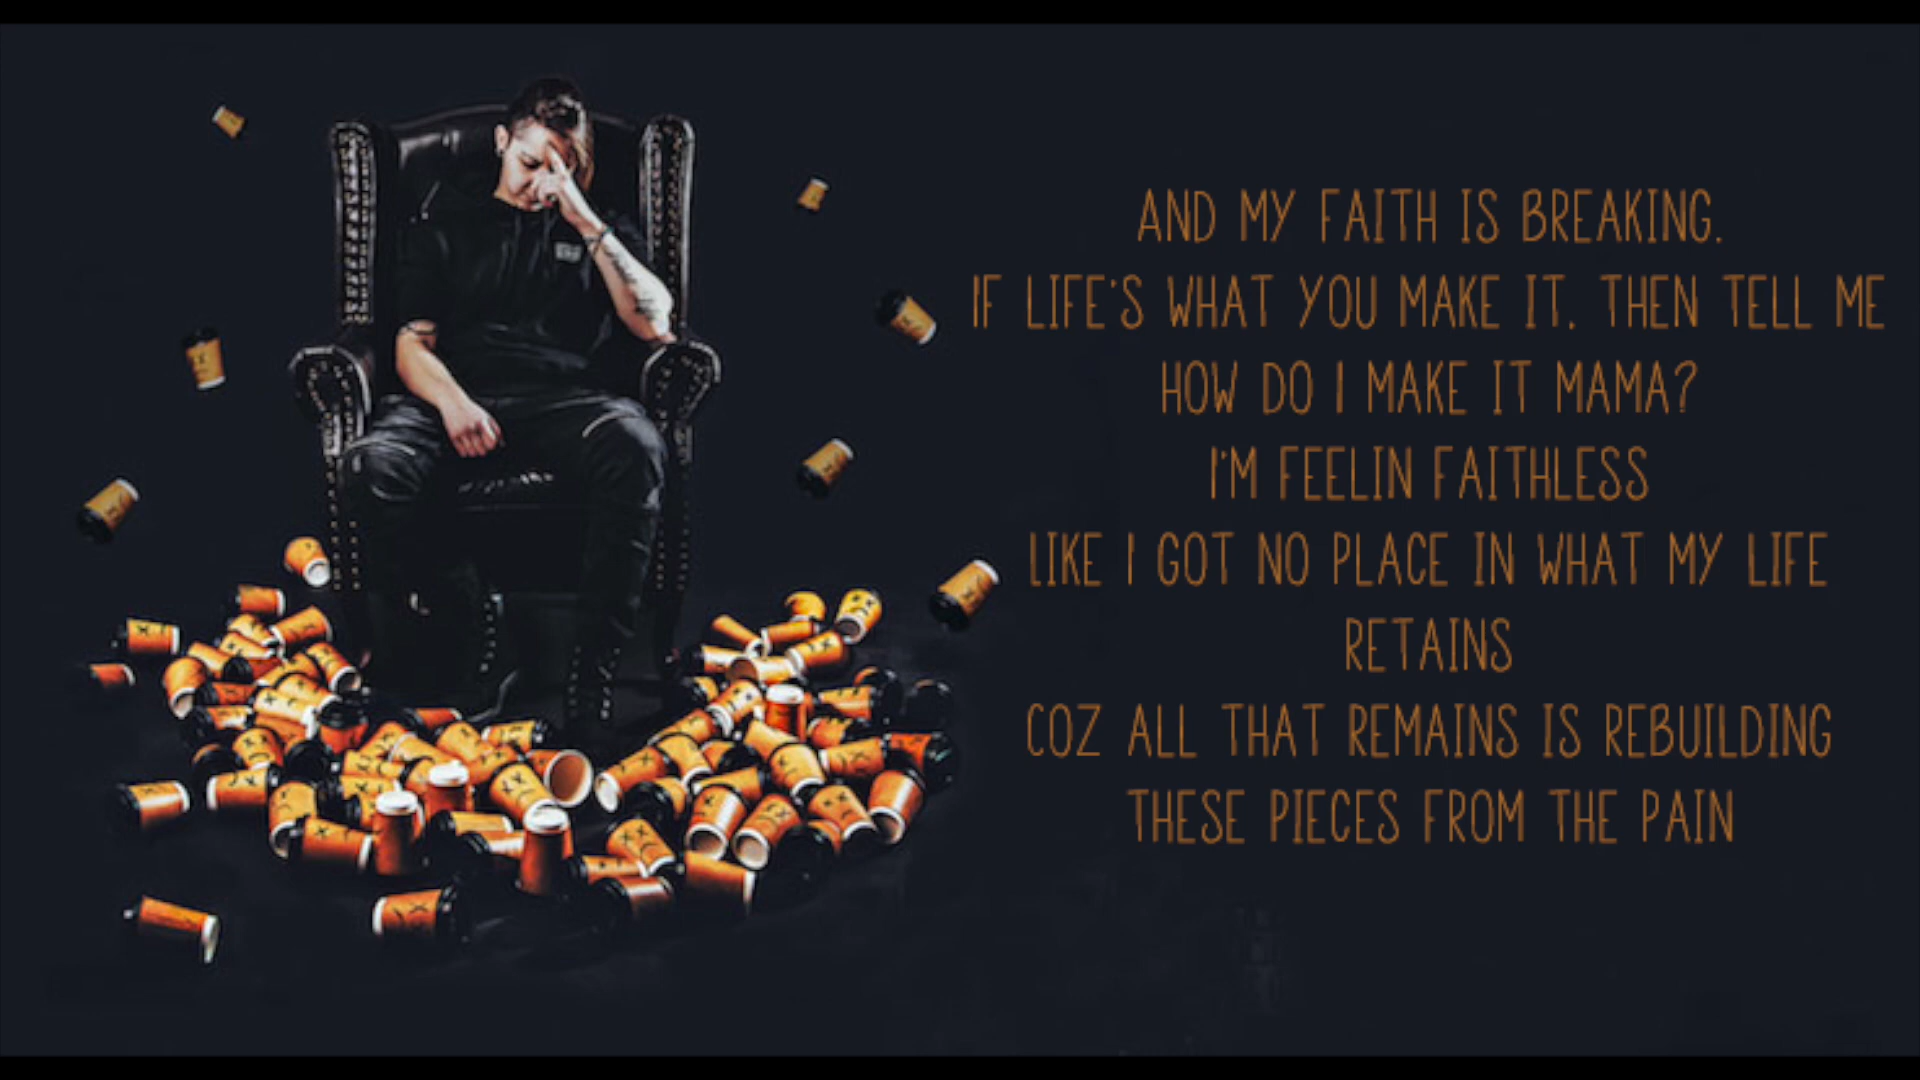 AND MY FAITH IS BREAKING.
IF LIFE'S WHAT YOU MAKE IT. THEN TELL ME
HOW DO I MAKE IT MAMA?
I'M FEELIN FAITHLESS
LIKE I GOT NO PLACE IN WHAT MY LIFE
RETAINS
COZ ALL THAT REMAINS IS REBUILDING
THESE PIECES FROM THE PAIN